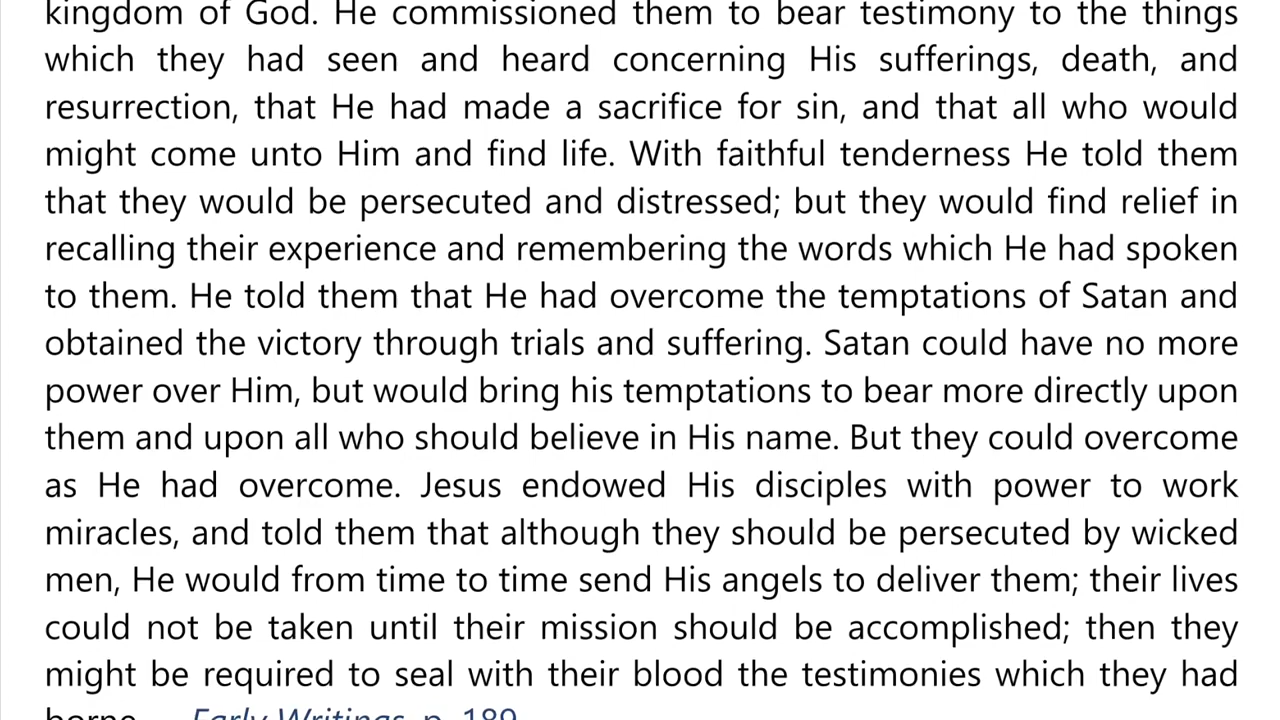 kingdom of God. He commissioned them to bear testimony to the things
which they had seen and heard concerning His sufferings, death, and
resurrection, that He had made a sacrifice for sin, and that all who would
might come unto Him and find life. With faithful tenderness He told them
that they would be persecuted and distressed; but they would find relief in
recalling their experience and remembering the words which He had spoken
to them. He told them that He had overcome the temptations of Satan and
obtained the victory through trials and suffering. Satan could have no more
power over Him, but would bring his temptations to bear more directly upon
them and upon all who should believe in His name. But they could overcome
as He had overcome. Jesus endowed His disciples with power to work
miracles, and told them that although they should be persecuted by wicked
men, He would from time to time send His angels to deliver them; their lives
could not be taken until their mission should be accomplished; then they
might be required to seal with their blood the testimonies which they had
borne. Early Writings, p. 189